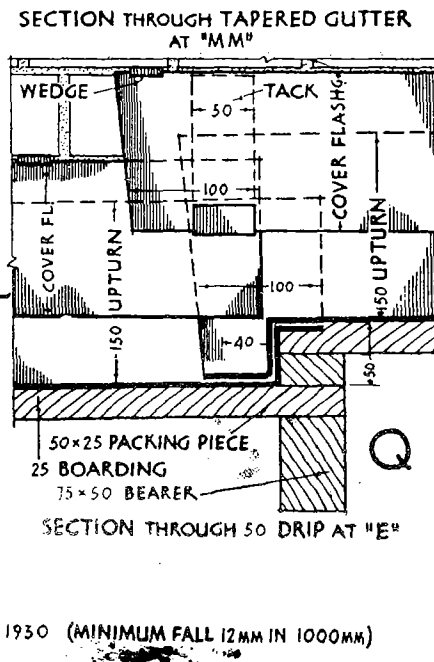 SECTION THROUGH TAPERED GUTTER
AT "MM"
WEDGE
50
TACK
COVER FLASHG
100
COVER FL.
150 UPTURN
150 UPTURN
100
40
50
50×25 PACKING PIECE
25 BOARDING
75×50 BEARER
Q
SECTION THROUGH 50 DRIP AT "E"
1930 (MINIMUM FALL 12MM IN 1000MM)